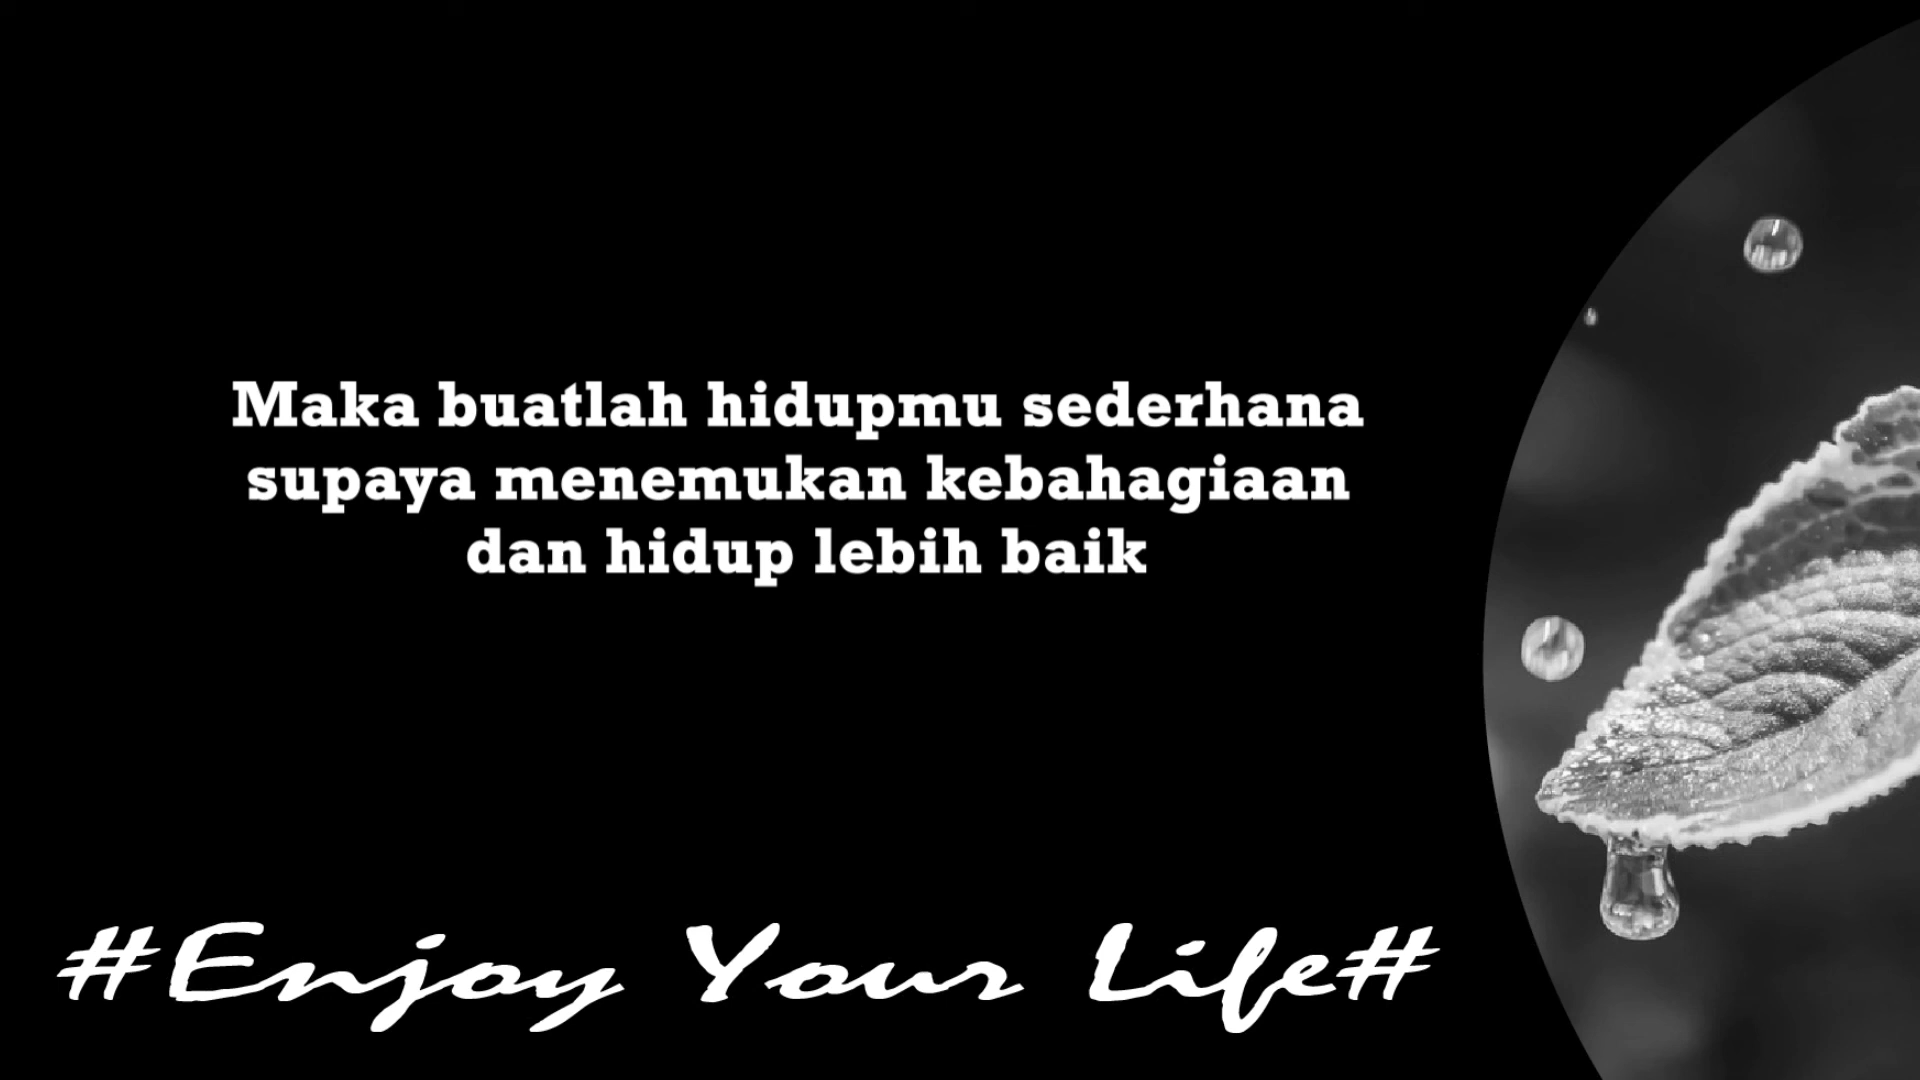 Maka buatlah hidupmu sederhana
supaya menemukan kebahagiaan
dan hidup lebih baik
#Enjoy Your Life#